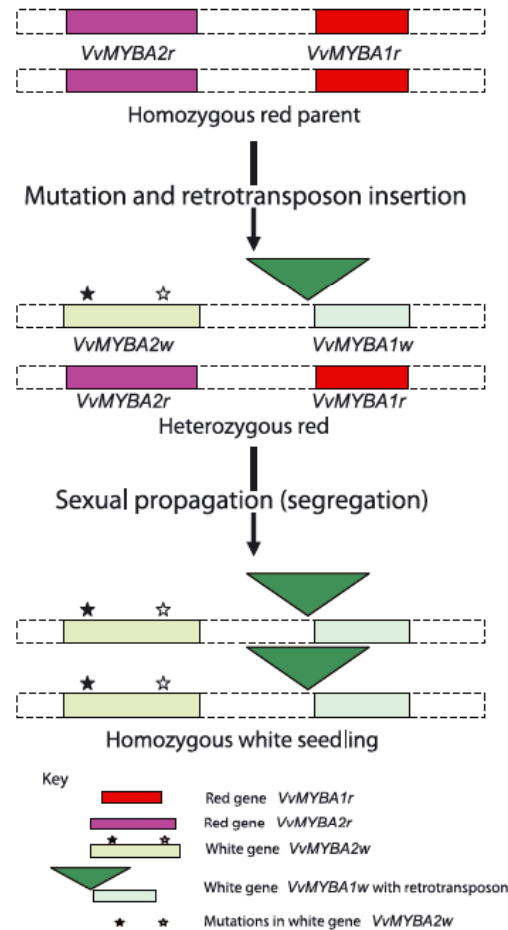 VvMYBA2r VvMYBA1r
Homozygous red parent
Mutation and retrotransposon insertion
VvMYBA2w VvMYBA1w
VvMYBA2r VvMYBA1r
Heterozygous red
Sexual propagation (segregation)
Homozygous white seedling
Key
Red gene VvMYBA1r
Red gene VvMYBA2r
White gene VvMYBA2w
White gene VvMYBA1w with retrotransposon
Mutations in white gene VvMYBA2w